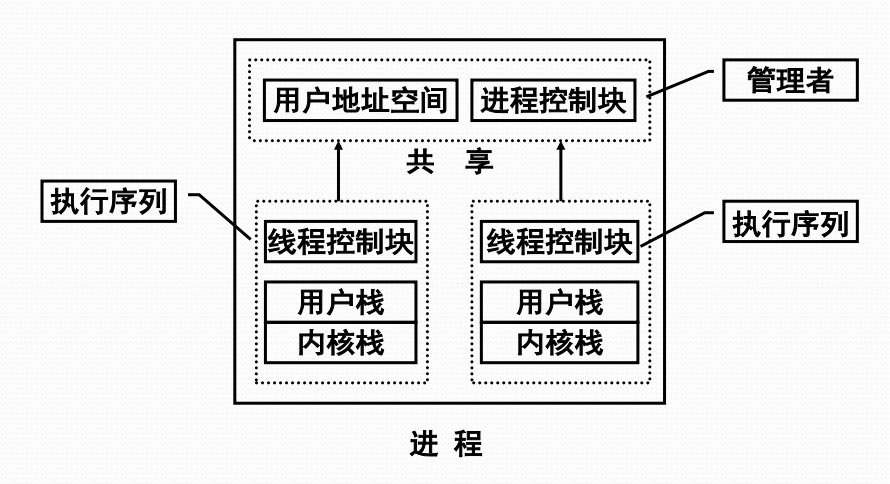 用户地址空间
进程控制块
管理者
共 享
执行序列
执行序列
线程控制块
线程控制块
用户栈
用户栈
内核栈
内核栈
进 程